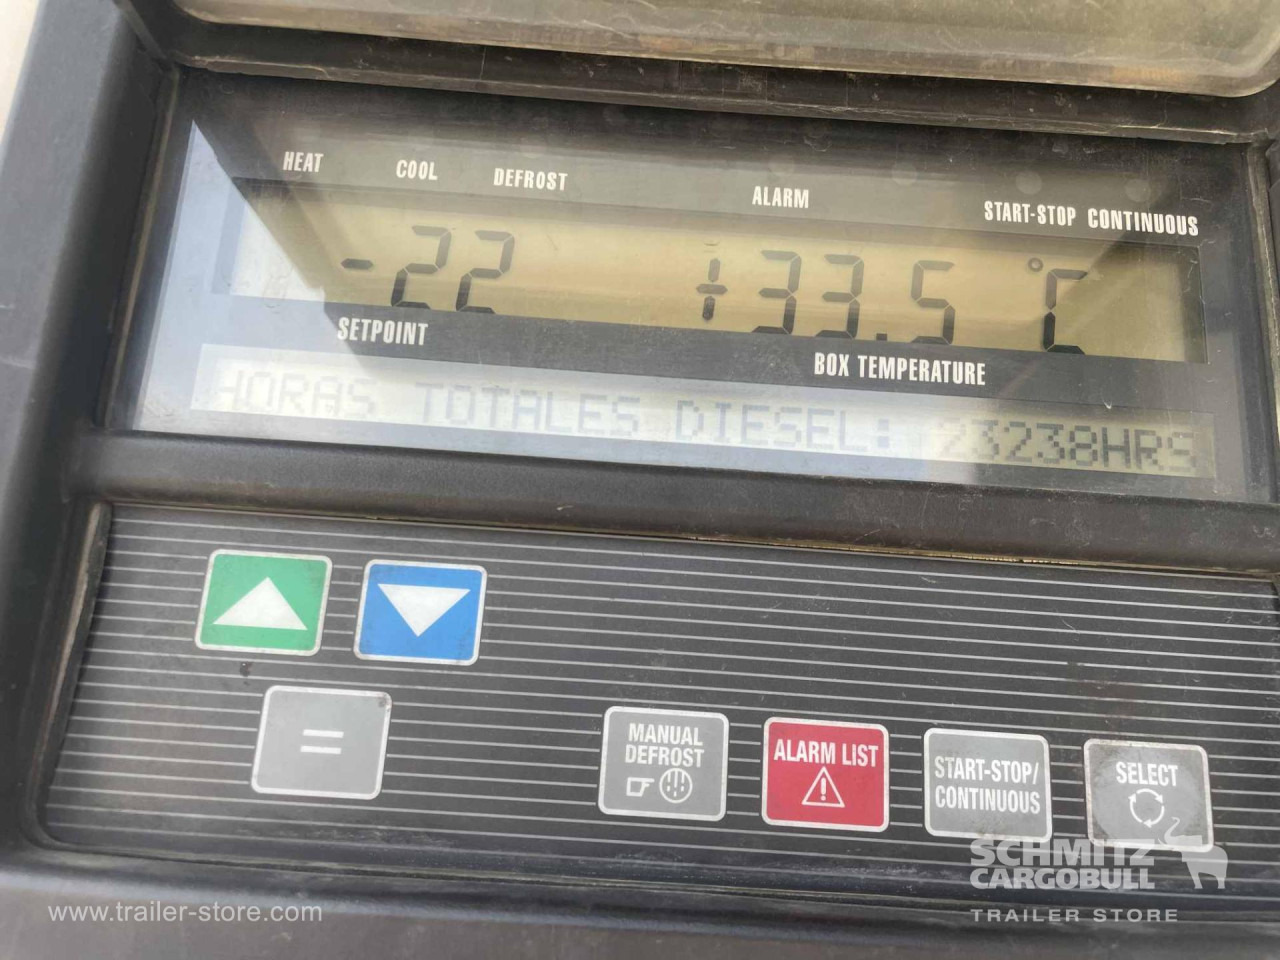 HEAT COOL DEFROST ALARM START-STOP CONTINUOUS
-22 +33.5 °C
SETPOINT BOX TEMPERATURE
HORAS TOTALES DIESEL: 23238HRS
=
MANUAL DEFROST
ALARM LIST
START-STOP/
CONTINUOUS
SELECT
SCHMITZ
CARGOBULL
TRAILER STORE
www.trailer-store.com